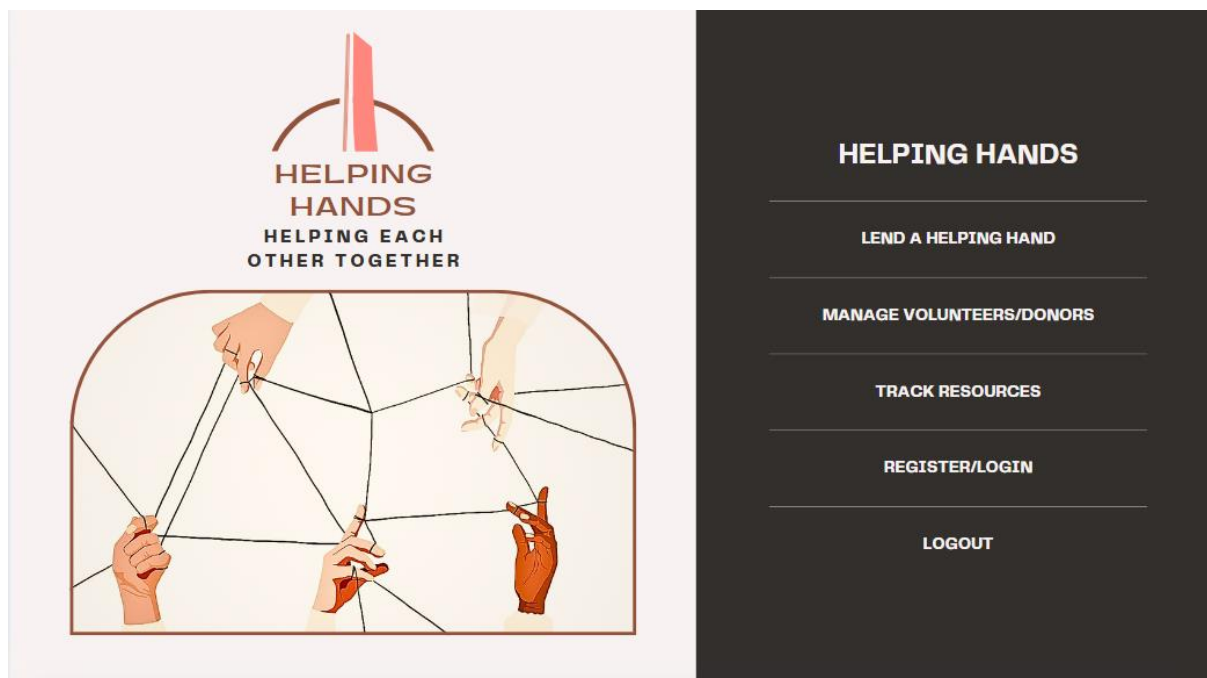 HELPING
HANDS
HELPING EACH
OTHER TOGETHER
HELPING HANDS
LEND A HELPING HAND
MANAGE VOLUNTEERS/DONORS
TRACK RESOURCES
REGISTER/LOGIN
LOGOUT